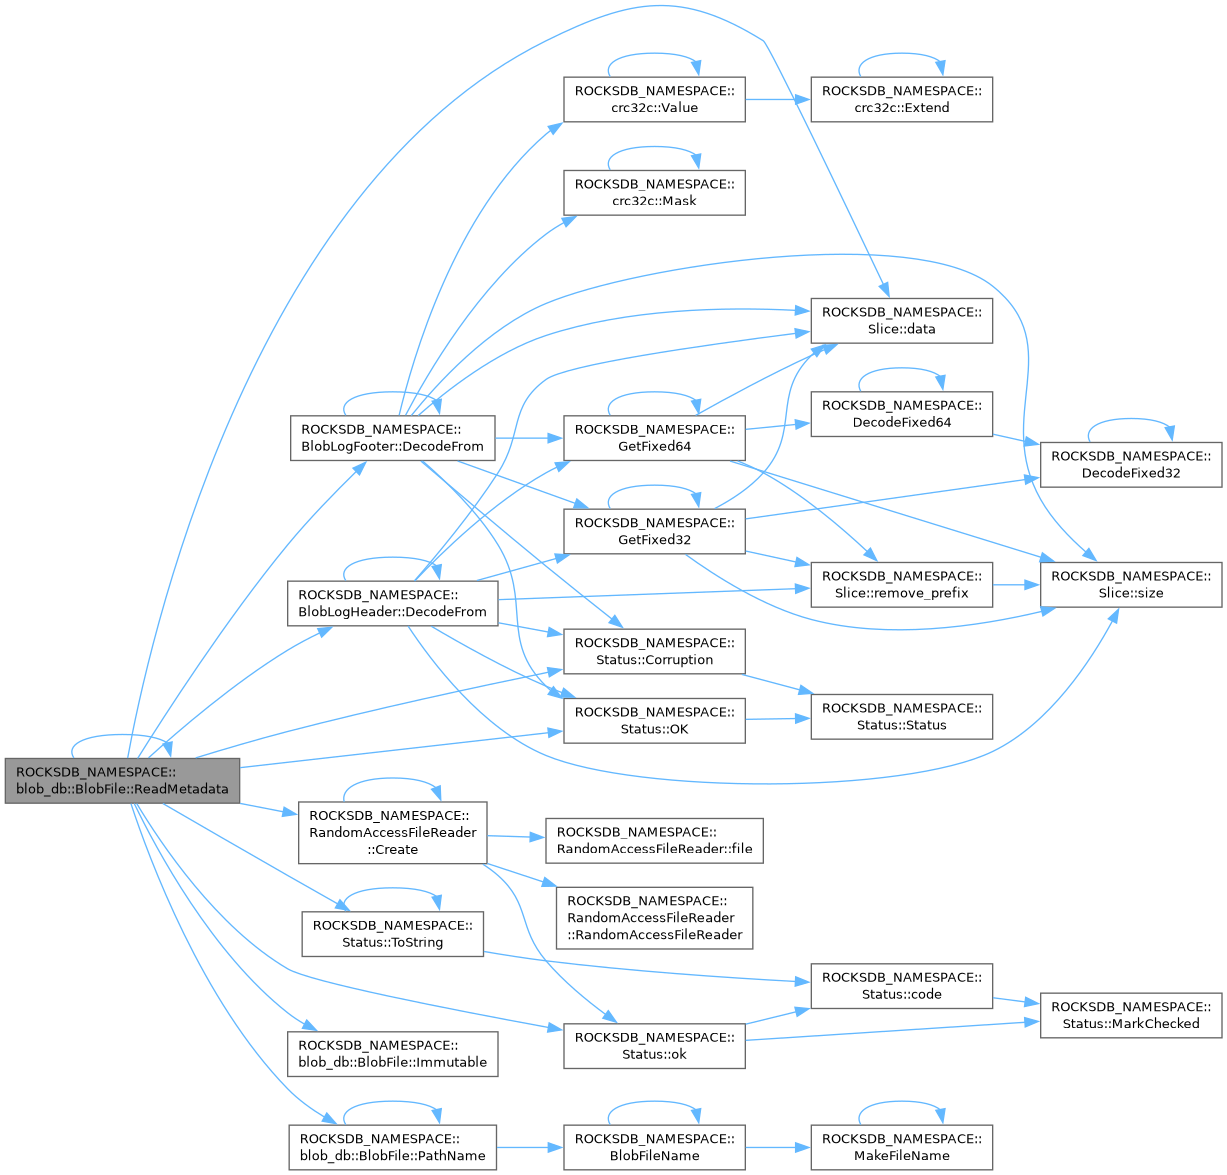 ROCKSDB_NAMESPACE::
crc32c::Value
ROCKSDB_NAMESPACE::
crc32c::Extend
ROCKSDB_NAMESPACE::
crc32c::Mask
ROCKSDB_NAMESPACE::
Slice::data
ROCKSDB_NAMESPACE::
BlobLogFooter::DecodeFrom
ROCKSDB_NAMESPACE::
GetFixed64
ROCKSDB_NAMESPACE::
DecodeFixed64
ROCKSDB_NAMESPACE::
DecodeFixed32
ROCKSDB_NAMESPACE::
GetFixed32
ROCKSDB_NAMESPACE::
BlobLogHeader::DecodeFrom
ROCKSDB_NAMESPACE::
Slice::remove_prefix
ROCKSDB_NAMESPACE::
Slice::size
ROCKSDB_NAMESPACE::
Status::Corruption
ROCKSDB_NAMESPACE::
Status::OK
ROCKSDB_NAMESPACE::
Status::Status
ROCKSDB_NAMESPACE::
blob_db::BlobFile::ReadMetadata
ROCKSDB_NAMESPACE::
RandomAccessFileReader
::Create
ROCKSDB_NAMESPACE::
RandomAccessFileReader::file
ROCKSDB_NAMESPACE::
RandomAccessFileReader
::RandomAccessFileReader
ROCKSDB_NAMESPACE::
Status::ToString
ROCKSDB_NAMESPACE::
Status::code
ROCKSDB_NAMESPACE::
Status::MarkChecked
ROCKSDB_NAMESPACE::
Status::ok
ROCKSDB_NAMESPACE::
blob_db::BlobFile::Immutable
ROCKSDB_NAMESPACE::
blob_db::BlobFile::PathName
ROCKSDB_NAMESPACE::
BlobFileName
ROCKSDB_NAMESPACE::
MakeFileName